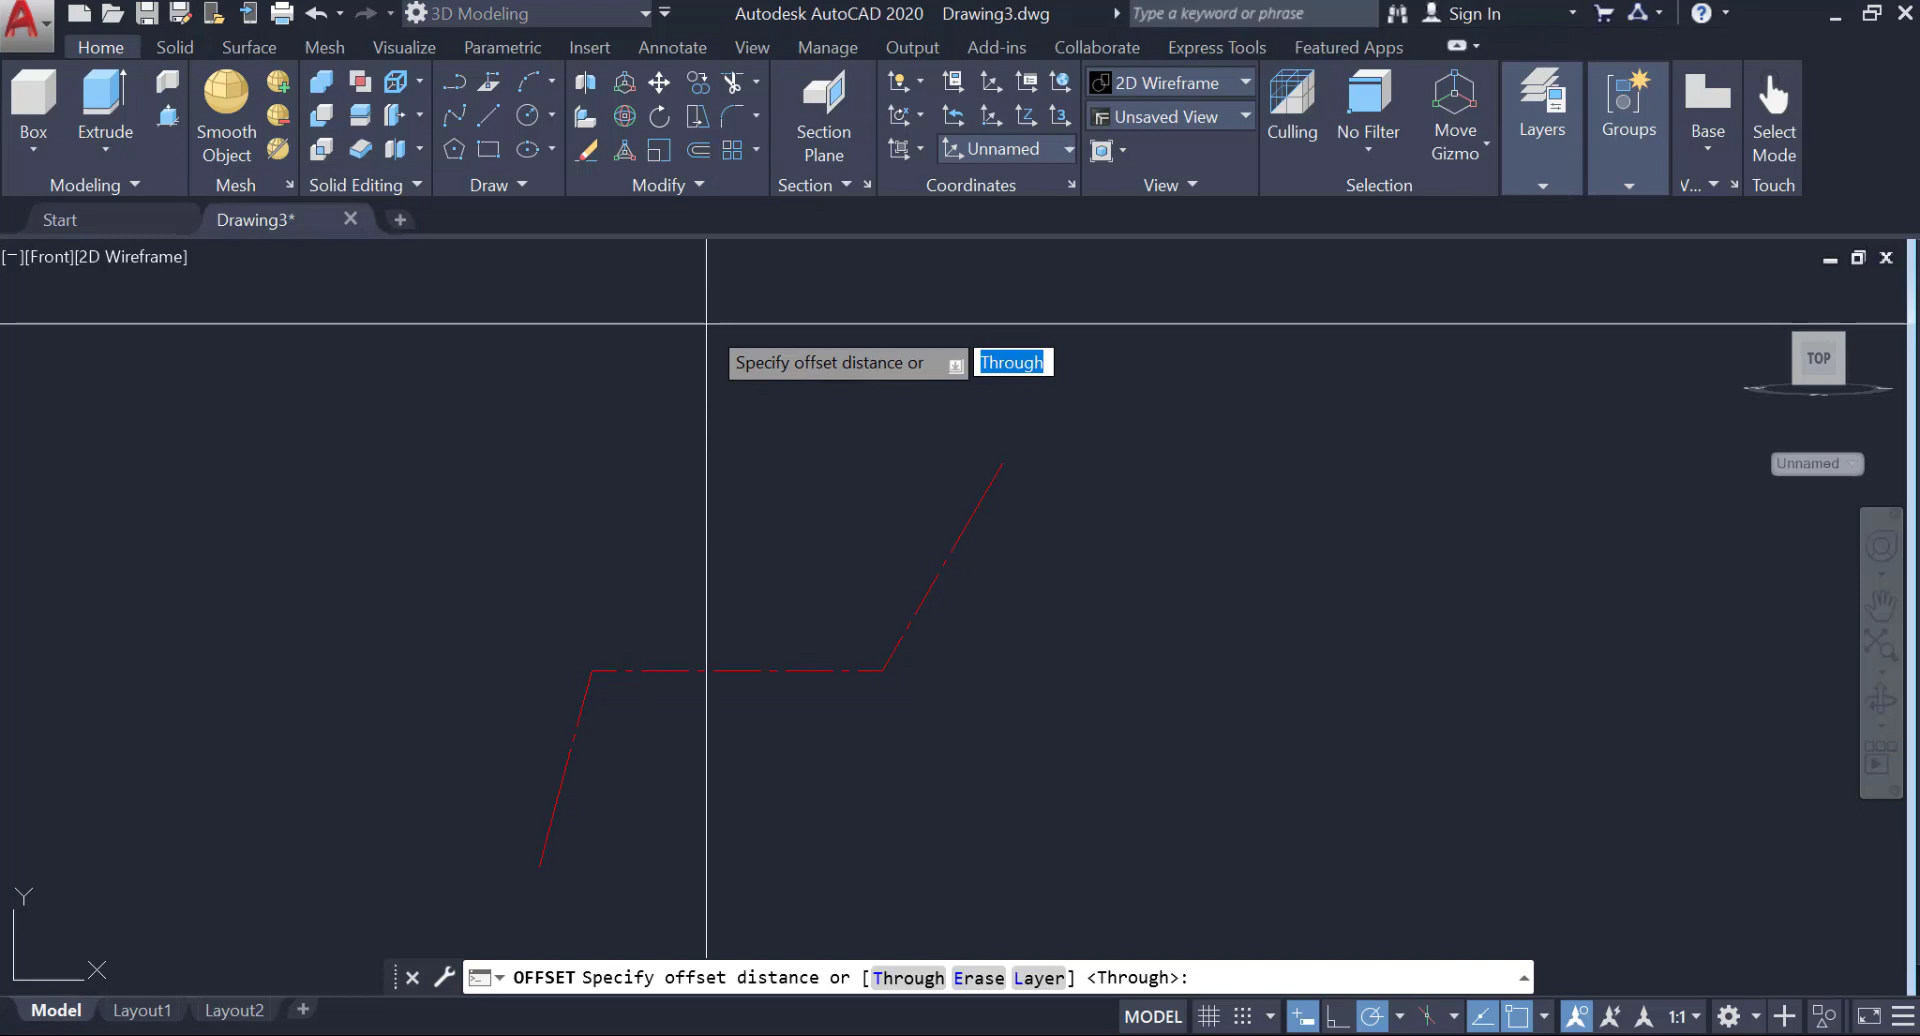 3D Modeling
Autodesk AutoCAD 2020 Drawing3.dwg
Type a keyword or phrase
Sign In
Home Solid Surface Mesh Visualize Parametric Insert Annotate View Manage Output Add-ins Collaborate Express Tools Featured Apps
Box
Extrude
Smooth
Object
Section
Plane
Unnamed
2D Wireframe
Unsaved View
Culling
No Filter
Move
Gizmo
Layers
Groups
Base
Select
Mode
Modeling
Mesh
Solid Editing
Draw
Modify
Section
Coordinates
View
Selection
V...
Touch
Start
Drawing3*
[−][Front][2D Wireframe]
Specify offset distance or
Through
TOP
Unnamed
Y
X
OFFSET Specify offset distance or [Through Erase Layer] <Through>:
Model Layout1 Layout2
MODEL
1:1